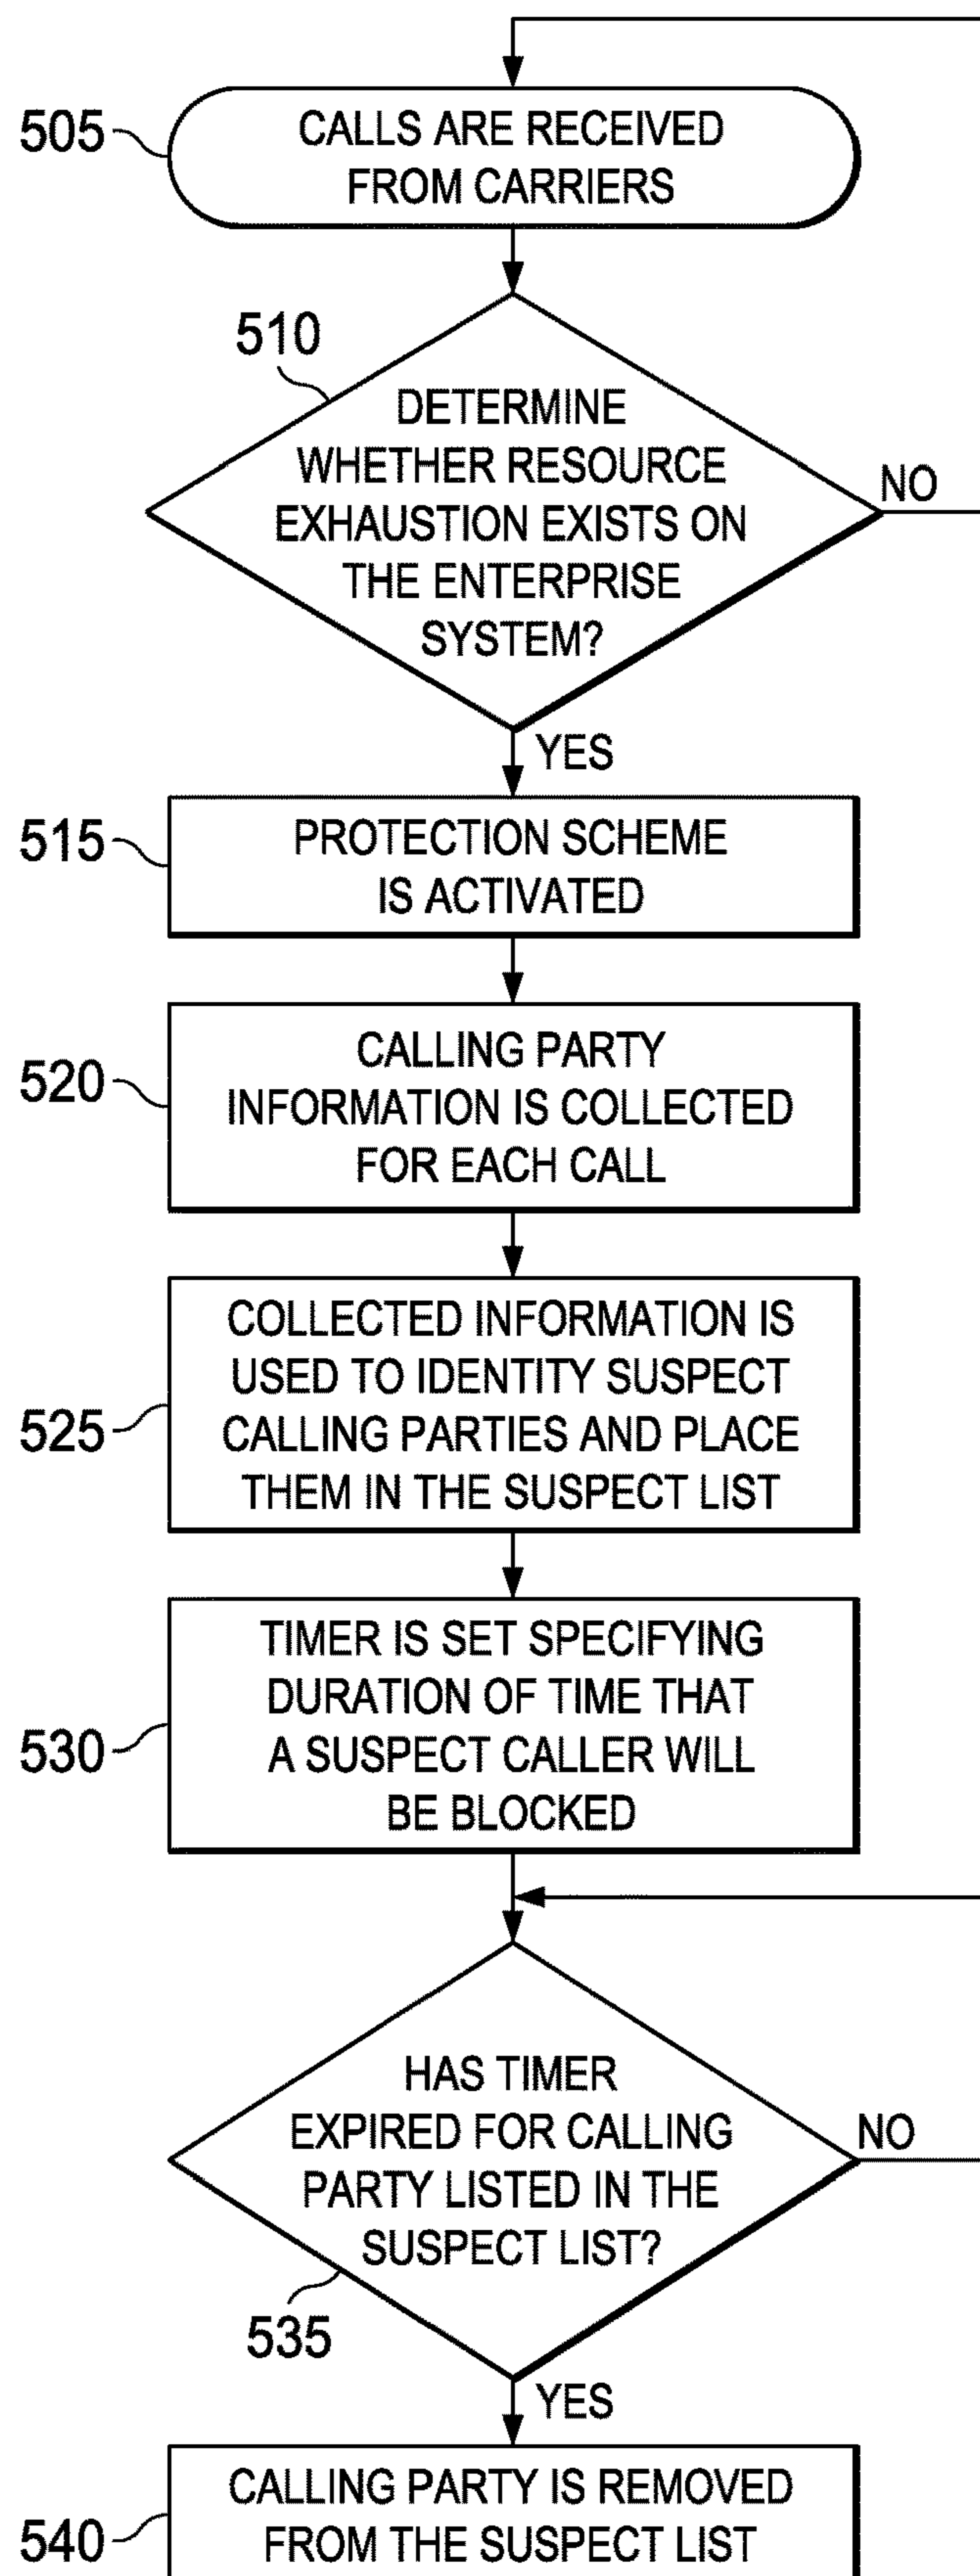 505
CALLS ARE RECEIVED
FROM CARRIERS
510
DETERMINE
WHETHER RESOURCE
EXHAUSTION EXISTS ON
THE ENTERPRISE
SYSTEM?
NO
YES
515
PROTECTION SCHEME
IS ACTIVATED
520
CALLING PARTY
INFORMATION IS COLLECTED
FOR EACH CALL
525
COLLECTED INFORMATION IS
USED TO IDENTITY SUSPECT
CALLING PARTIES AND PLACE
THEM IN THE SUSPECT LIST
530
TIMER IS SET SPECIFYING
DURATION OF TIME THAT
A SUSPECT CALLER WILL
BE BLOCKED
HAS TIMER
EXPIRED FOR CALLING
PARTY LISTED IN THE
SUSPECT LIST?
NO
535
YES
540
CALLING PARTY IS REMOVED
FROM THE SUSPECT LIST